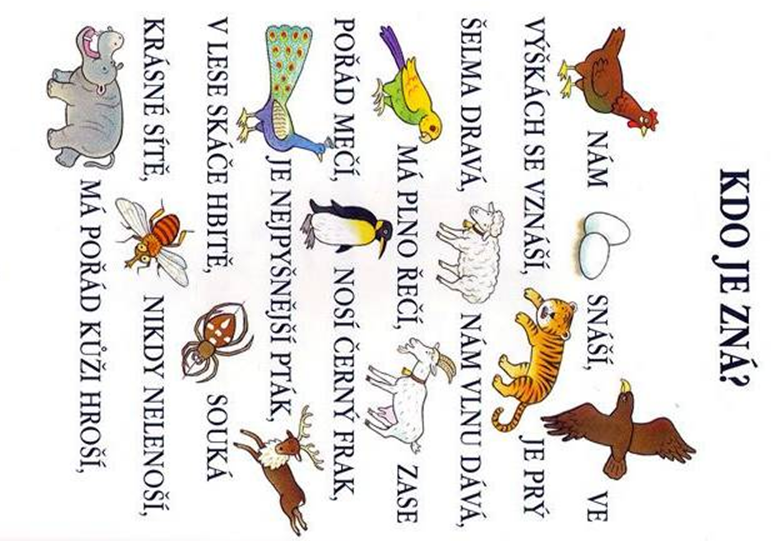 KDO JE ZNÁ?
NÁM SNÁŠÍ, VE
VÝŠKÁCH SE VZNÁŠÍ, JE PRÝ
ŠELMA DRAVÁ, NÁM VLNU DÁVÁ,
MÁ PLNO ŘEČÍ, ZASE
POŘÁD MEČÍ, NOSÍ ČERNÝ FRAK,
JE NEJPYŠNĚJŠÍ PTÁK,
V LESE SKÁČE HBITĚ, SOUKÁ
KRÁSNÉ SÍTĚ, NIKDY NELENOŠÍ,
MÁ POŘÁD KŮŽI HROŠÍ,